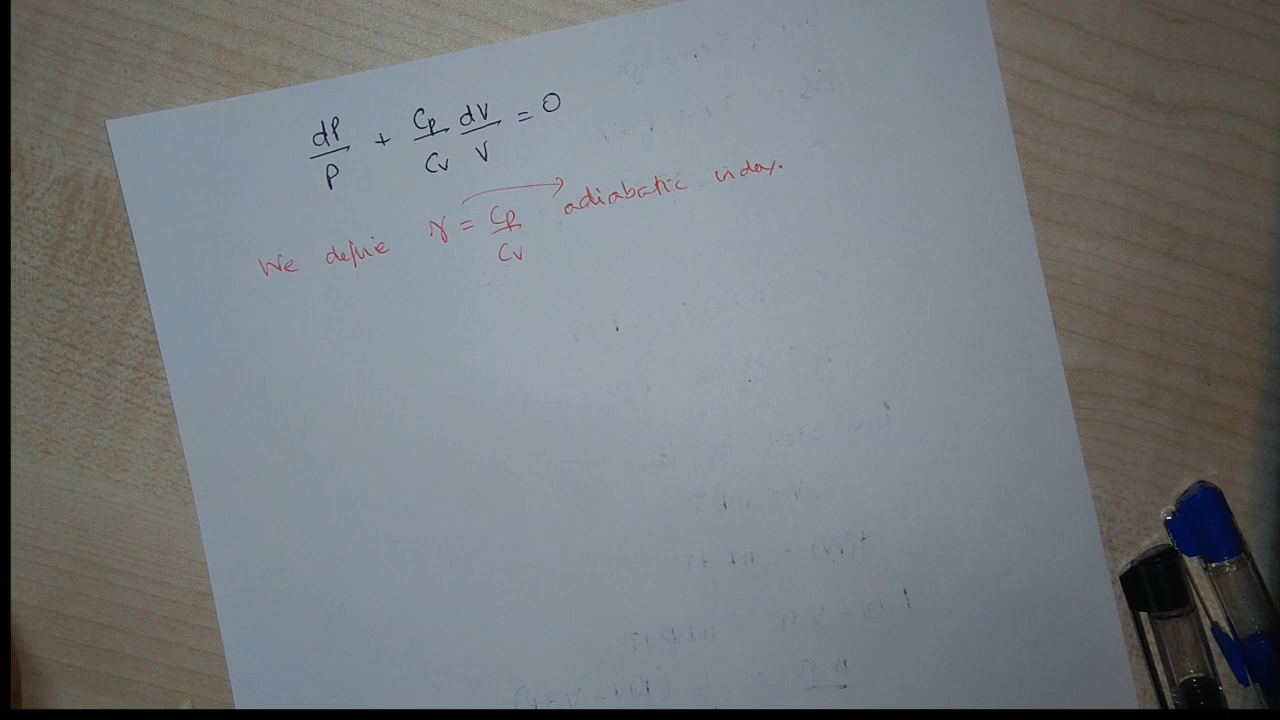 dP/P + Cp/Cv dV/V = 0
We define γ = Cp/Cv → adiabatic index.